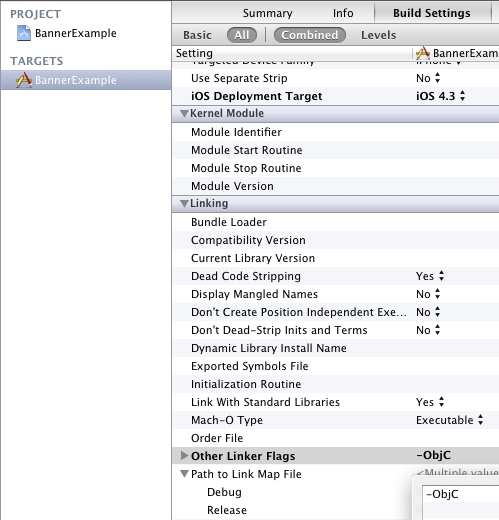 PROJECT
BannerExample
TARGETS
BannerExample
Summary Info Build Settings
Basic All Combined Levels
Setting BannerExam
Targeted Device Family iPhone
Use Separate Strip No
iOS Deployment Target iOS 4.3
Kernel Module
Module Identifier
Module Start Routine
Module Stop Routine
Module Version
Linking
Bundle Loader
Compatibility Version
Current Library Version
Dead Code Stripping Yes
Display Mangled Names No
Don't Create Position Independent Exe... No
Don't Dead-Strip Inits and Terms No
Dynamic Library Install Name
Exported Symbols File
Initialization Routine
Link With Standard Libraries Yes
Mach-O Type Executable
Order File
Other Linker Flags -ObjC
Path to Link Map File <Multiple value
Debug -ObjC
Release